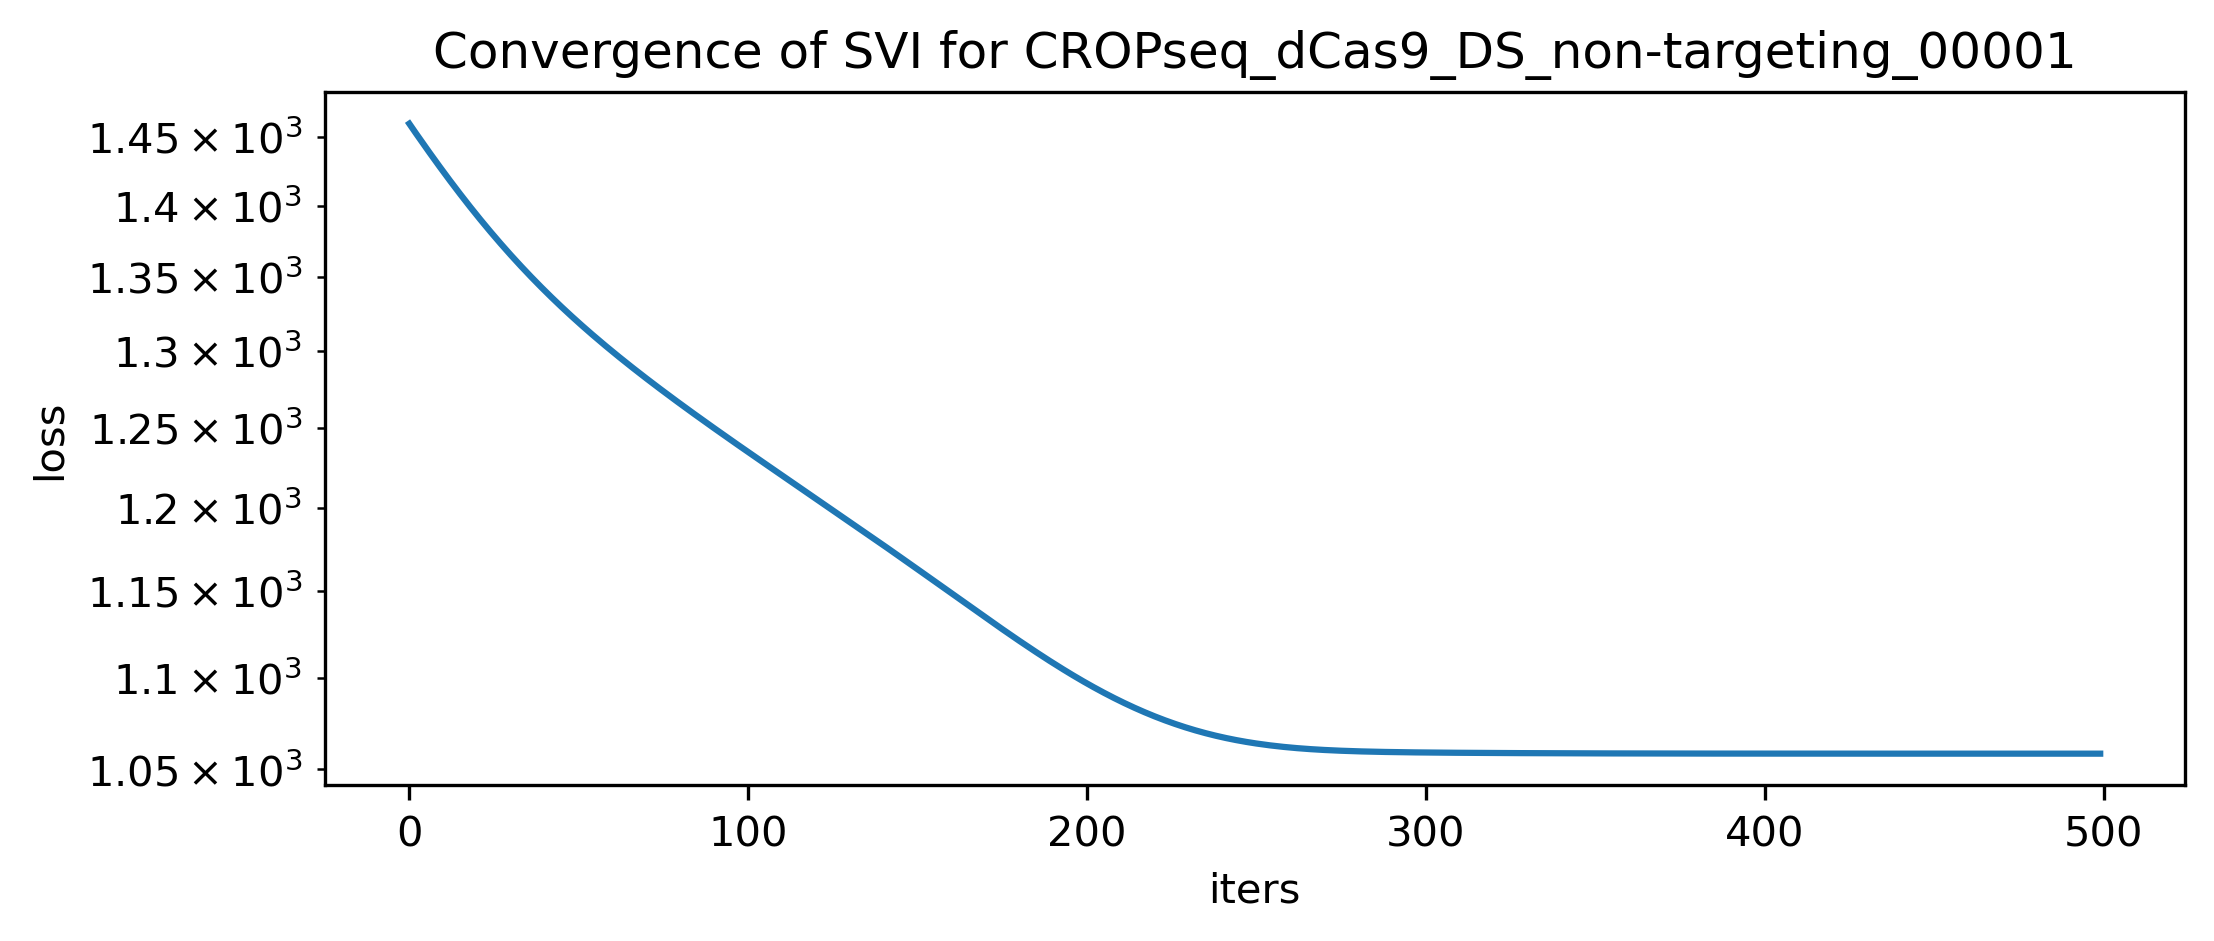 Convergence of SVI for CROPseq_dCas9_DS_non-targeting_00001
1.45 × 10³
1.4 × 10³
1.35 × 10³
1.3 × 10³
1.25 × 10³
1.2 × 10³
1.15 × 10³
1.1 × 10³
1.05 × 10³
loss
0 100 200 300 400 500
iters